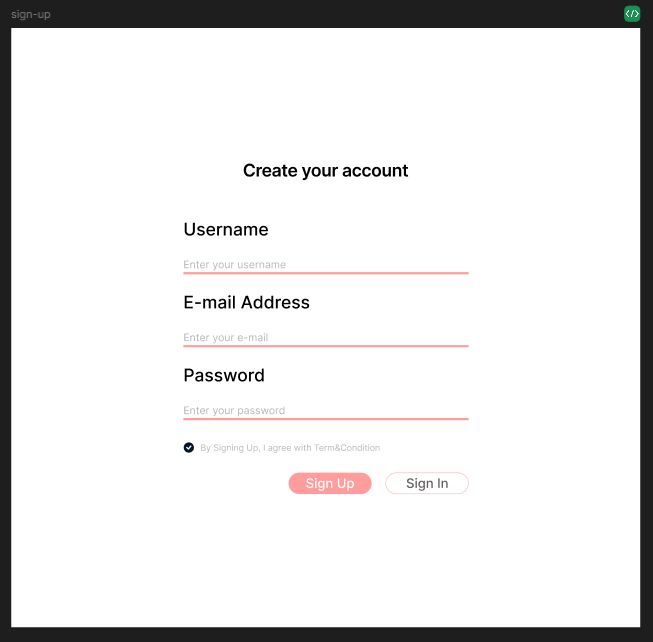 sign-up
</>
Create your account
Username
Enter your username
E-mail Address
Enter your e-mail
Password
Enter your password
By Signing Up, I agree with Term&Condition
Sign Up
Sign In